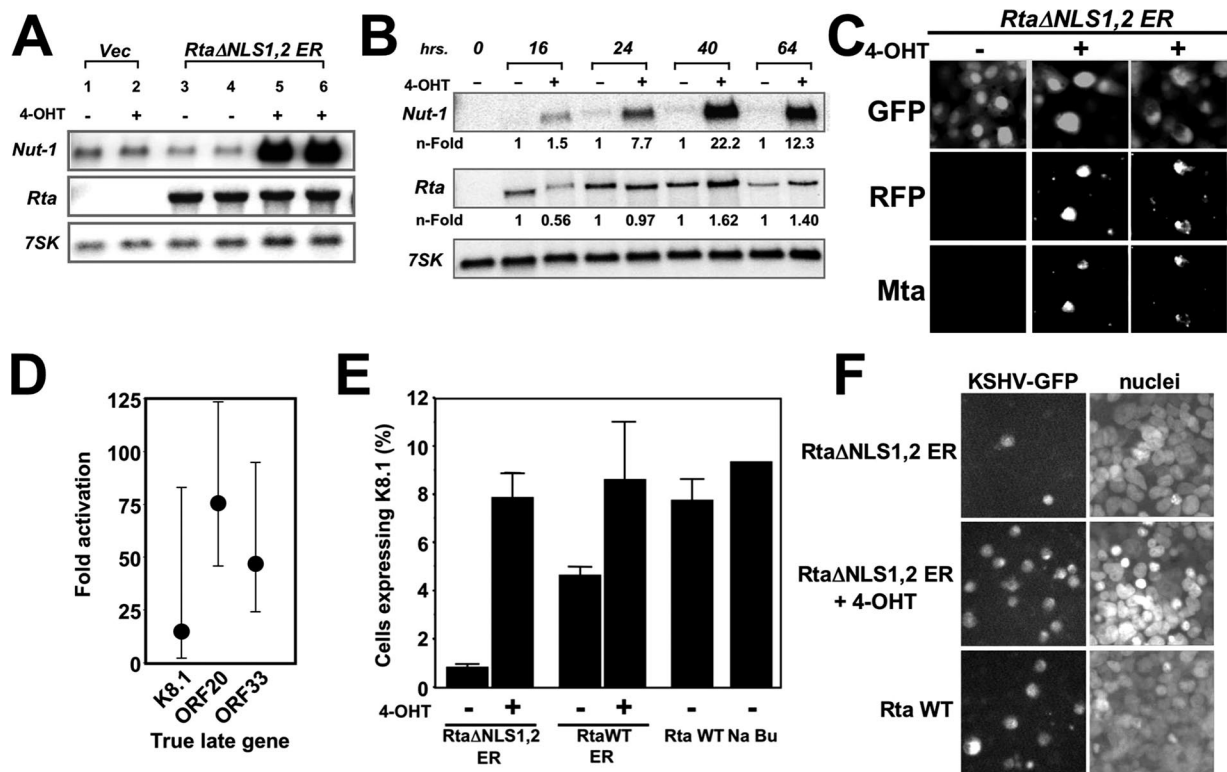 A
Vec RtaΔNLS1,2 ER
1 2 3 4 5 6
4-OHT - + - - + +
Nut-1
Rta
7SK
B
hrs. 0 16 24 40 64
4-OHT – – + – + – + – +
Nut-1
n-Fold 1 1.5 1 7.7 1 22.2 1 12.3
Rta
n-Fold 1 0.56 1 0.97 1 1.62 1 1.40
7SK
C
RtaΔNLS1,2 ER
4-OHT - + +
GFP
RFP
Mta
D
Fold activation
125
100
75
50
25
0
K8.1 ORF20 ORF33
True late gene
E
Cells expressing K8.1 (%)
12
10
8
6
4
2
0
4-OHT - + - + - -
RtaΔNLS1,2 RtaWT Rta WT Na Bu
ER ER
F
KSHV-GFP nuclei
RtaΔNLS1,2 ER
RtaΔNLS1,2 ER
+ 4-OHT
Rta WT